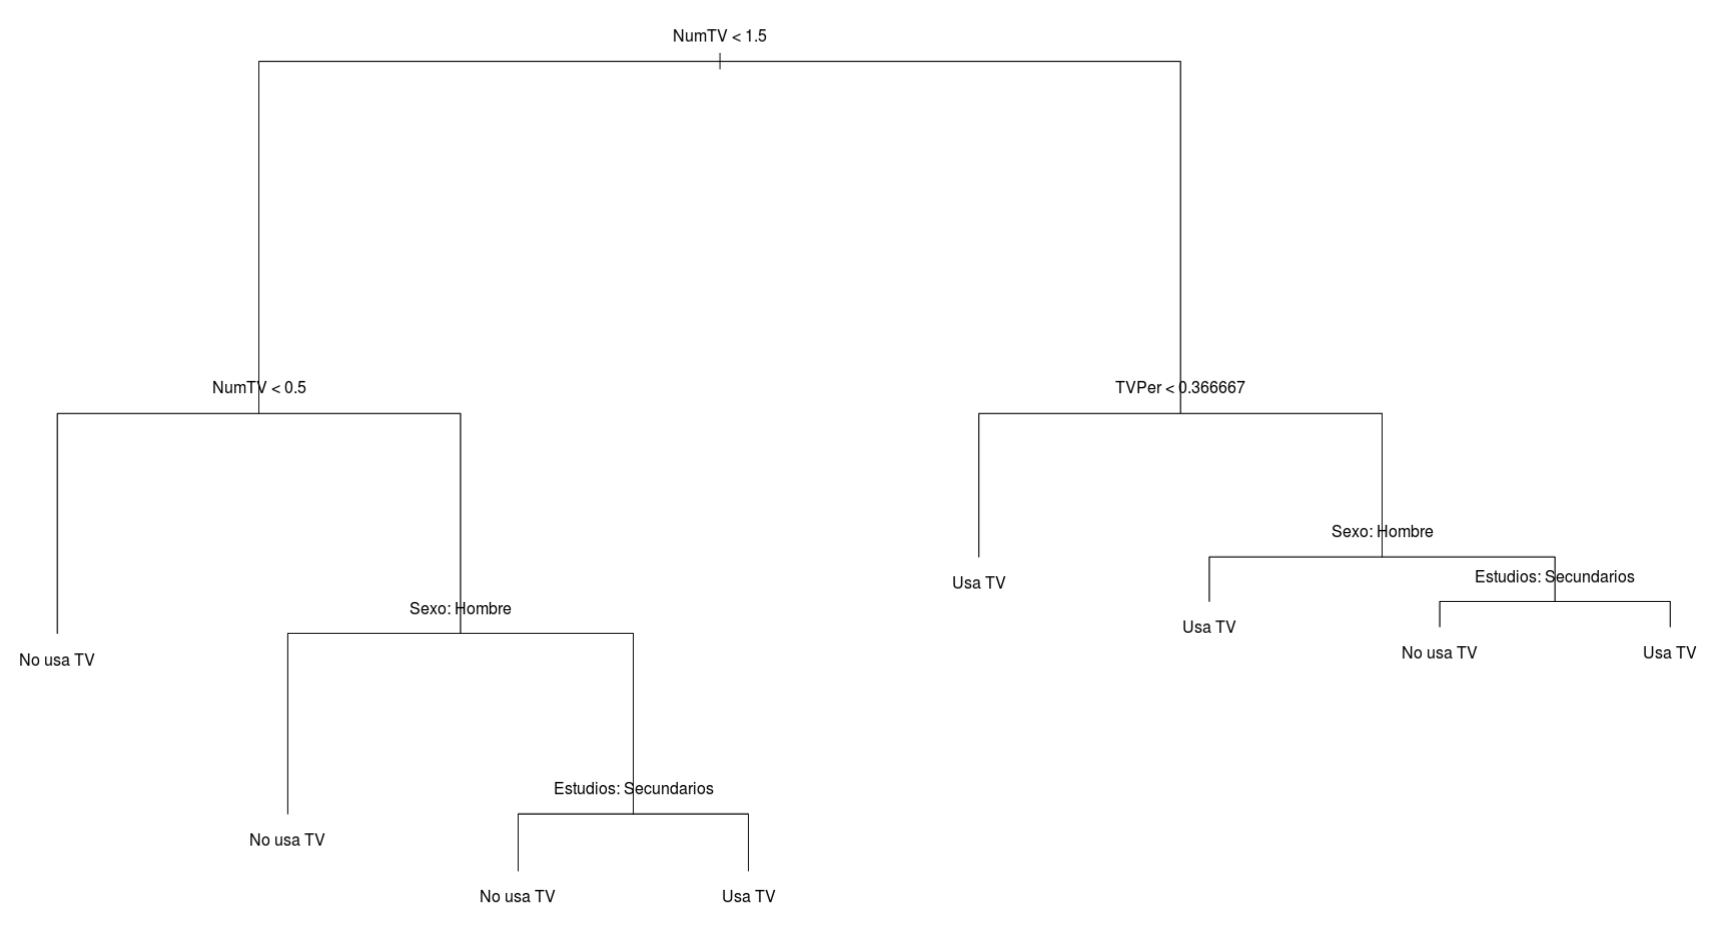 NumTV < 1.5
NumTV < 0.5
TVPer < 0.366667
Sexo: Hombre
Estudios: Secundarios
Usa TV
Sexo: Hombre
Usa TV
No usa TV
Usa TV
No usa TV
Estudios: Secundarios
No usa TV
No usa TV
Usa TV